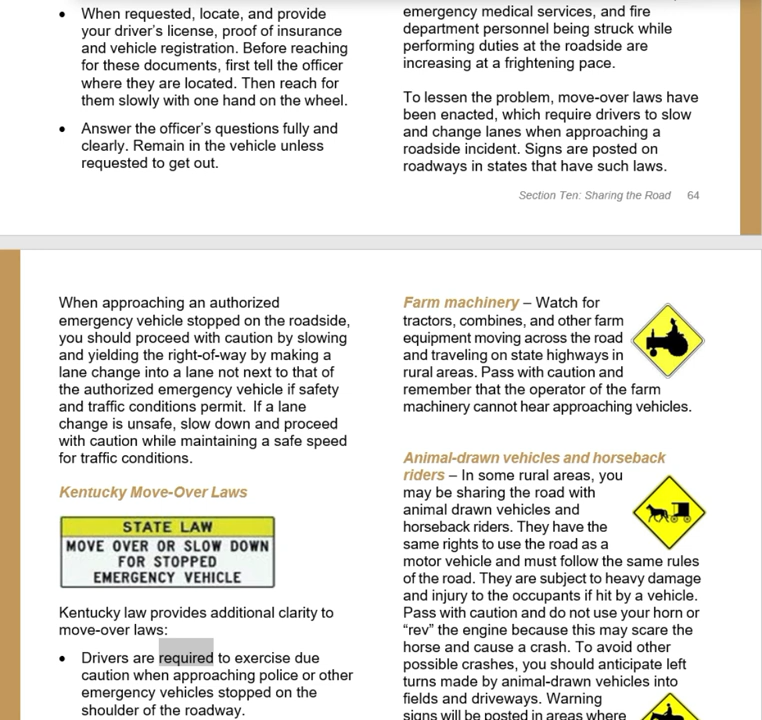 • When requested, locate, and provide
your driver's license, proof of insurance
and vehicle registration. Before reaching
for these documents, first tell the officer
where they are located. Then reach for
them slowly with one hand on the wheel.
• Answer the officer's questions fully and
clearly. Remain in the vehicle unless
requested to get out.
emergency medical services, and fire
department personnel being struck while
performing duties at the roadside are
increasing at a frightening pace.
To lessen the problem, move-over laws have
been enacted, which require drivers to slow
and change lanes when approaching a
roadside incident. Signs are posted on
roadways in states that have such laws.
Section Ten: Sharing the Road 64
When approaching an authorized
emergency vehicle stopped on the roadside,
you should proceed with caution by slowing
and yielding the right-of-way by making a
lane change into a lane not next to that of
the authorized emergency vehicle if safety
and traffic conditions permit. If a lane
change is unsafe, slow down and proceed
with caution while maintaining a safe speed
for traffic conditions.
Kentucky Move-Over Laws
STATE LAW
MOVE OVER OR SLOW DOWN
FOR STOPPED
EMERGENCY VEHICLE
Kentucky law provides additional clarity to
move-over laws:
• Drivers are required to exercise due
caution when approaching police or other
emergency vehicles stopped on the
shoulder of the roadway.
Farm machinery – Watch for
tractors, combines, and other farm
equipment moving across the road
and traveling on state highways in
rural areas. Pass with caution and
remember that the operator of the farm
machinery cannot hear approaching vehicles.
Animal-drawn vehicles and horseback
riders – In some rural areas, you
may be sharing the road with
animal drawn vehicles and
horseback riders. They have the
same rights to use the road as a
motor vehicle and must follow the same rules
of the road. They are subject to heavy damage
and injury to the occupants if hit by a vehicle.
Pass with caution and do not use your horn or
“rev” the engine because this may scare the
horse and cause a crash. To avoid other
possible crashes, you should anticipate left
turns made by animal-drawn vehicles into
fields and driveways. Warning
signs will be posted in areas where